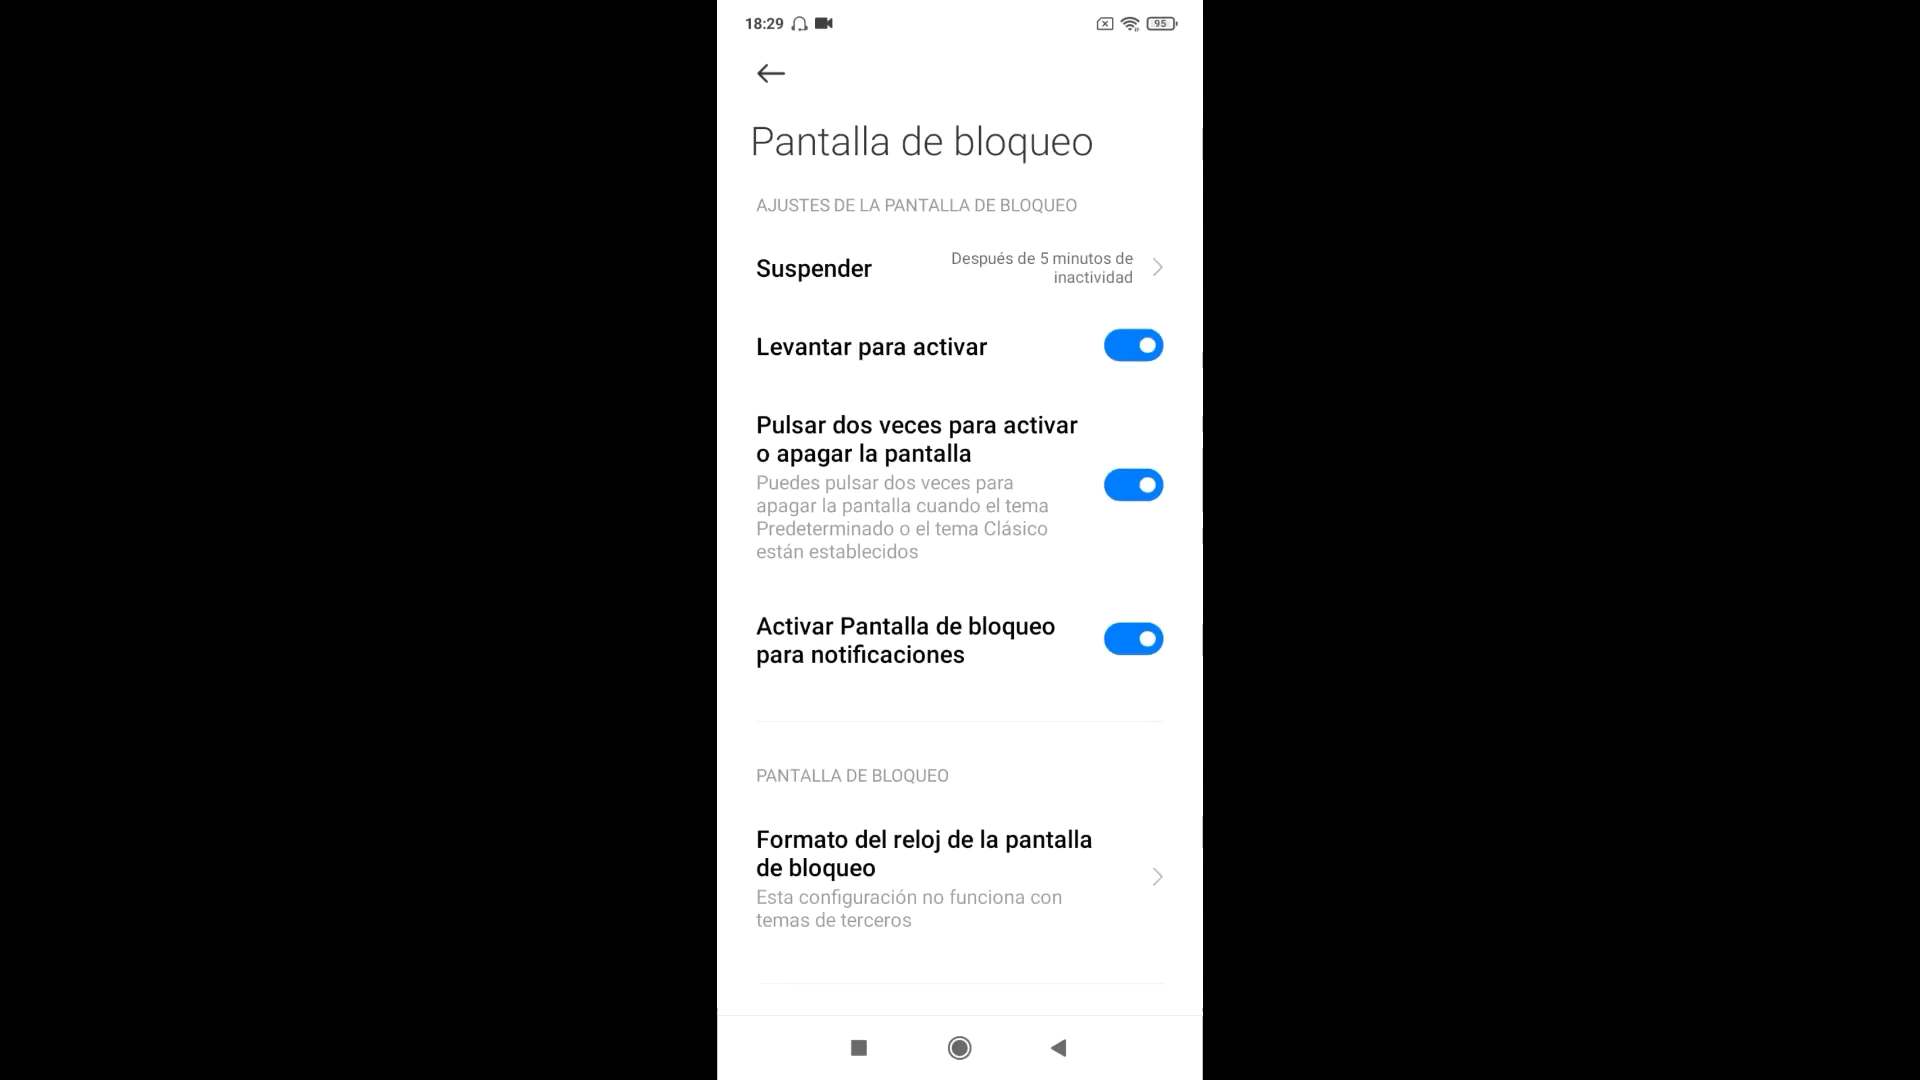 18:29
95
Pantalla de bloqueo
AJUSTES DE LA PANTALLA DE BLOQUEO
Suspender
Después de 5 minutos de
inactividad
Levantar para activar
Pulsar dos veces para activar
o apagar la pantalla
Puedes pulsar dos veces para
apagar la pantalla cuando el tema
Predeterminado o el tema Clásico
están establecidos
Activar Pantalla de bloqueo
para notificaciones
PANTALLA DE BLOQUEO
Formato del reloj de la pantalla
de bloqueo
Esta configuración no funciona con
temas de terceros